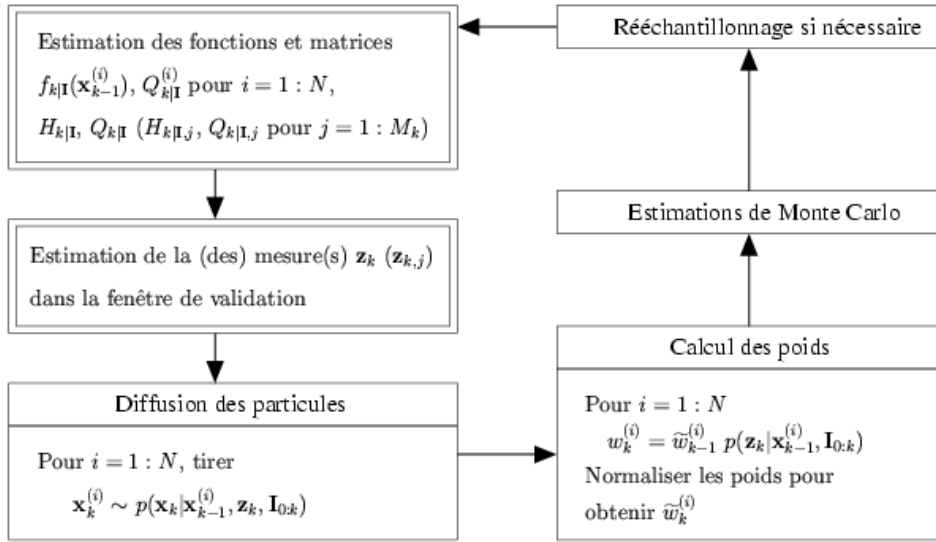 Estimation des fonctions et matrices
f_{k|I}(x_{k-1}^{(i)}), Q_{k|I}^{(i)} pour i = 1 : N,
H_{k|I}, Q_{k|I} (H_{k|I,j}, Q_{k|I,j} pour j = 1 : M_k)
Estimation de la (des) mesure(s) z_k (z_{k,j})
dans la fenêtre de validation
Diffusion des particules
Pour i = 1 : N, tirer
x_k^{(i)} ∼ p(x_k|x_{k-1}^{(i)}, z_k, I_{0:k})
Calcul des poids
Pour i = 1 : N
w_k^{(i)} = w̃_{k-1}^{(i)} p(z_k|x_{k-1}^{(i)}, I_{0:k})
Normaliser les poids pour
obtenir w̃_k^{(i)}
Estimations de Monte Carlo
Rééchantillonnage si nécessaire